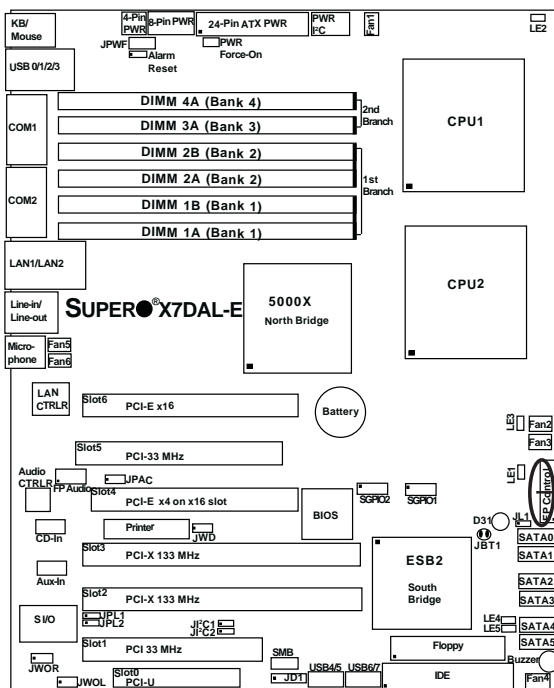 KB/
Mouse
4-Pin
PWR
8-Pin PWR
24-Pin ATX PWR
PWR
I²C
Fan1
LE2
JPWF
Alarm
Reset
PWR
Force-On
USB 0/1/2/3
COM1
COM2
DIMM 4A (Bank 4)
DIMM 3A (Bank 3)
DIMM 2B (Bank 2)
DIMM 2A (Bank 2)
DIMM 1B (Bank 1)
DIMM 1A (Bank 1)
2nd
Branch
1st
Branch
CPU1
CPU2
LAN1/LAN2
Line-in/
Line-out
SUPER●®X7DAL-E
5000X
North Bridge
Micro-
phone
Fan5
Fan6
LAN
CTRLR
Slot6
PCI-E x16
Battery
LE3
Fan2
Fan3
Slot5
PCI-33 MHz
Audio
CTRLR
FP Audio
JPAC
LE1
FP Control
Slot4
PCI-E x4 on x16 slot
SGPIO2
SGPIO1
BIOS
D31
JL1
JBT1
CD-In
Printer
JWD
SATA0
SATA1
Slot3
PCI-X 133 MHz
ESB2
South
Bridge
Aux-In
SATA2
SATA3
Slot2
PCI-X 133 MHz
S I/O
JPL1
JPL2
JI²C1
JI²C2
LE4
LE5
SATA4
SATA5
Slot1
PCI 33 MHz
Floppy
Buzzer
JWOR
SMB
USB4/5
USB6/7
Slot0
PCI-U
JWOL
JD1
IDE
Fan4